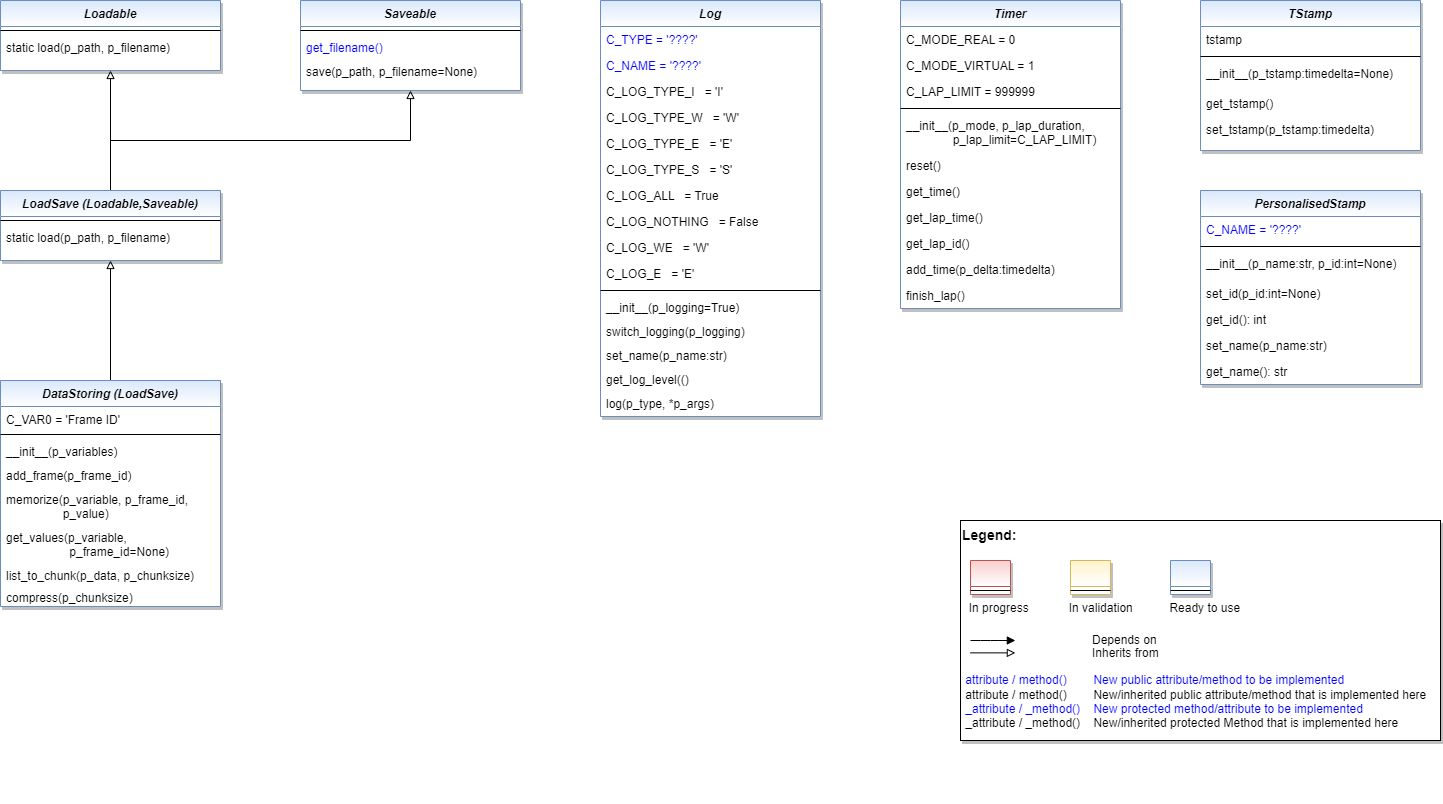 Loadable
static load(p_path, p_filename)
Saveable
get_filename()
save(p_path, p_filename=None)
LoadSave (Loadable,Saveable)
static load(p_path, p_filename)
DataStoring (LoadSave)
C_VAR0 = 'Frame ID'
__init__(p_variables)
add_frame(p_frame_id)
memorize(p_variable, p_frame_id,
p_value)
get_values(p_variable,
p_frame_id=None)
list_to_chunk(p_data, p_chunksize)
compress(p_chunksize)
Log
C_TYPE = '????'
C_NAME = '????'
C_LOG_TYPE_I = 'I'
C_LOG_TYPE_W = 'W'
C_LOG_TYPE_E = 'E'
C_LOG_TYPE_S = 'S'
C_LOG_ALL = True
C_LOG_NOTHING = False
C_LOG_WE = 'W'
C_LOG_E = 'E'
__init__(p_logging=True)
switch_logging(p_logging)
set_name(p_name:str)
get_log_level(()
log(p_type, *p_args)
Timer
C_MODE_REAL = 0
C_MODE_VIRTUAL = 1
C_LAP_LIMIT = 999999
__init__(p_mode, p_lap_duration,
p_lap_limit=C_LAP_LIMIT)
reset()
get_time()
get_lap_time()
get_lap_id()
add_time(p_delta:timedelta)
finish_lap()
TStamp
tstamp
__init__(p_tstamp:timedelta=None)
get_tstamp()
set_tstamp(p_tstamp:timedelta)
PersonalisedStamp
C_NAME = '????'
__init__(p_name:str, p_id:int=None)
set_id(p_id:int=None)
get_id(): int
set_name(p_name:str)
get_name(): str
Legend:
In progress
In validation
Ready to use
Depends on
Inherits from
attribute / method() New public attribute/method to be implemented
attribute / method() New/inherited public attribute/method that is implemented here
_attribute / _method() New protected method/attribute to be implemented
_attribute / _method() New/inherited protected Method that is implemented here